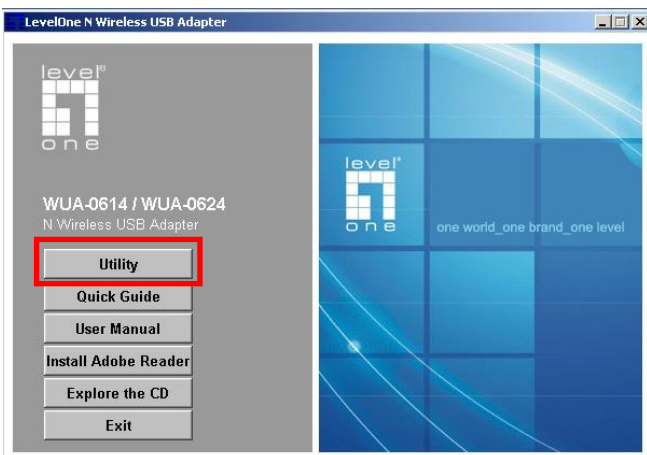 LevelOne N Wireless USB Adapter
level®
one
WUA-0614 / WUA-0624
N Wireless USB Adapter
Utility
Quick Guide
User Manual
Install Adobe Reader
Explore the CD
Exit
level®
one
one world_one brand_one level